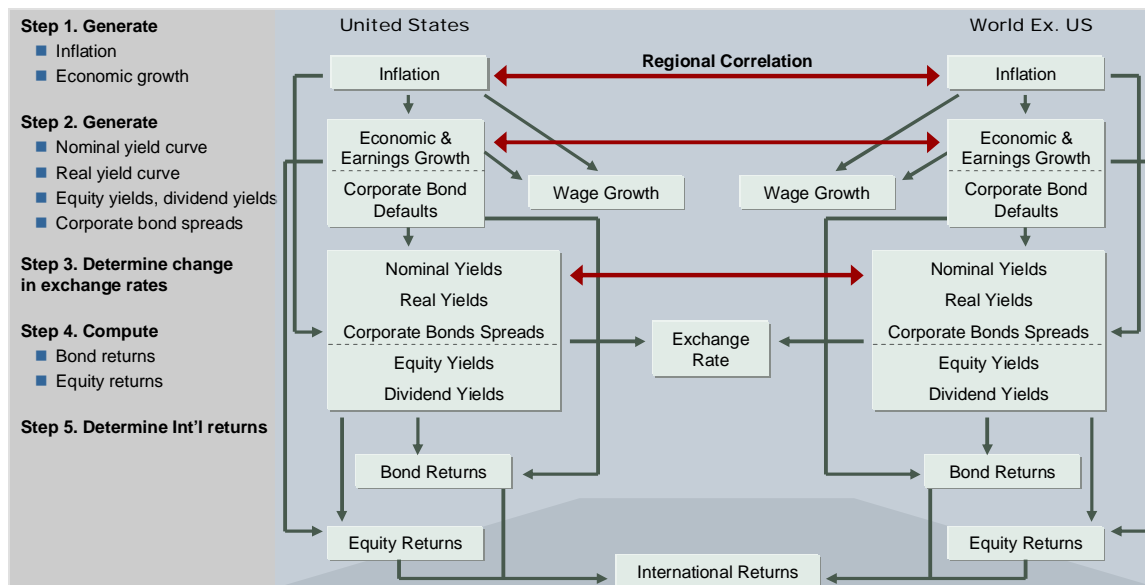 Step 1. Generate
Inflation
Economic growth
Step 2. Generate
Nominal yield curve
Real yield curve
Equity yields, dividend yields
Corporate bond spreads
Step 3. Determine change
in exchange rates
Step 4. Compute
Bond returns
Equity returns
Step 5. Determine Int'l returns
United States
World Ex. US
Inflation
Regional Correlation
Inflation
Economic &
Earnings Growth
Corporate Bond
Defaults
Wage Growth
Wage Growth
Economic &
Earnings Growth
Corporate Bond
Defaults
Nominal Yields
Real Yields
Corporate Bonds Spreads
Equity Yields
Dividend Yields
Exchange
Rate
Nominal Yields
Real Yields
Corporate Bonds Spreads
Equity Yields
Dividend Yields
Bond Returns
Bond Returns
Equity Returns
Equity Returns
International Returns